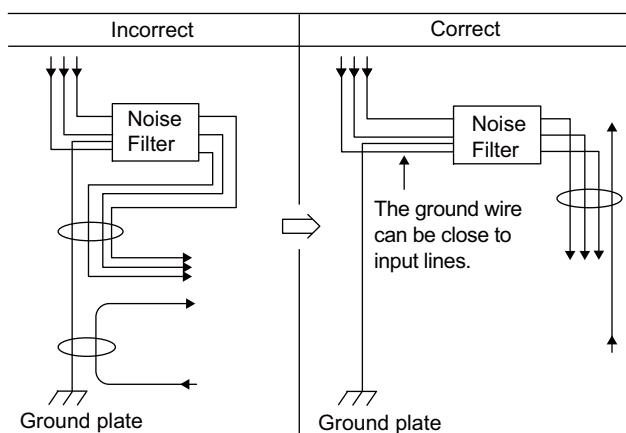 Incorrect
Correct
Noise
Filter
Noise
Filter
The ground wire
can be close to
input lines.
Ground plate
Ground plate